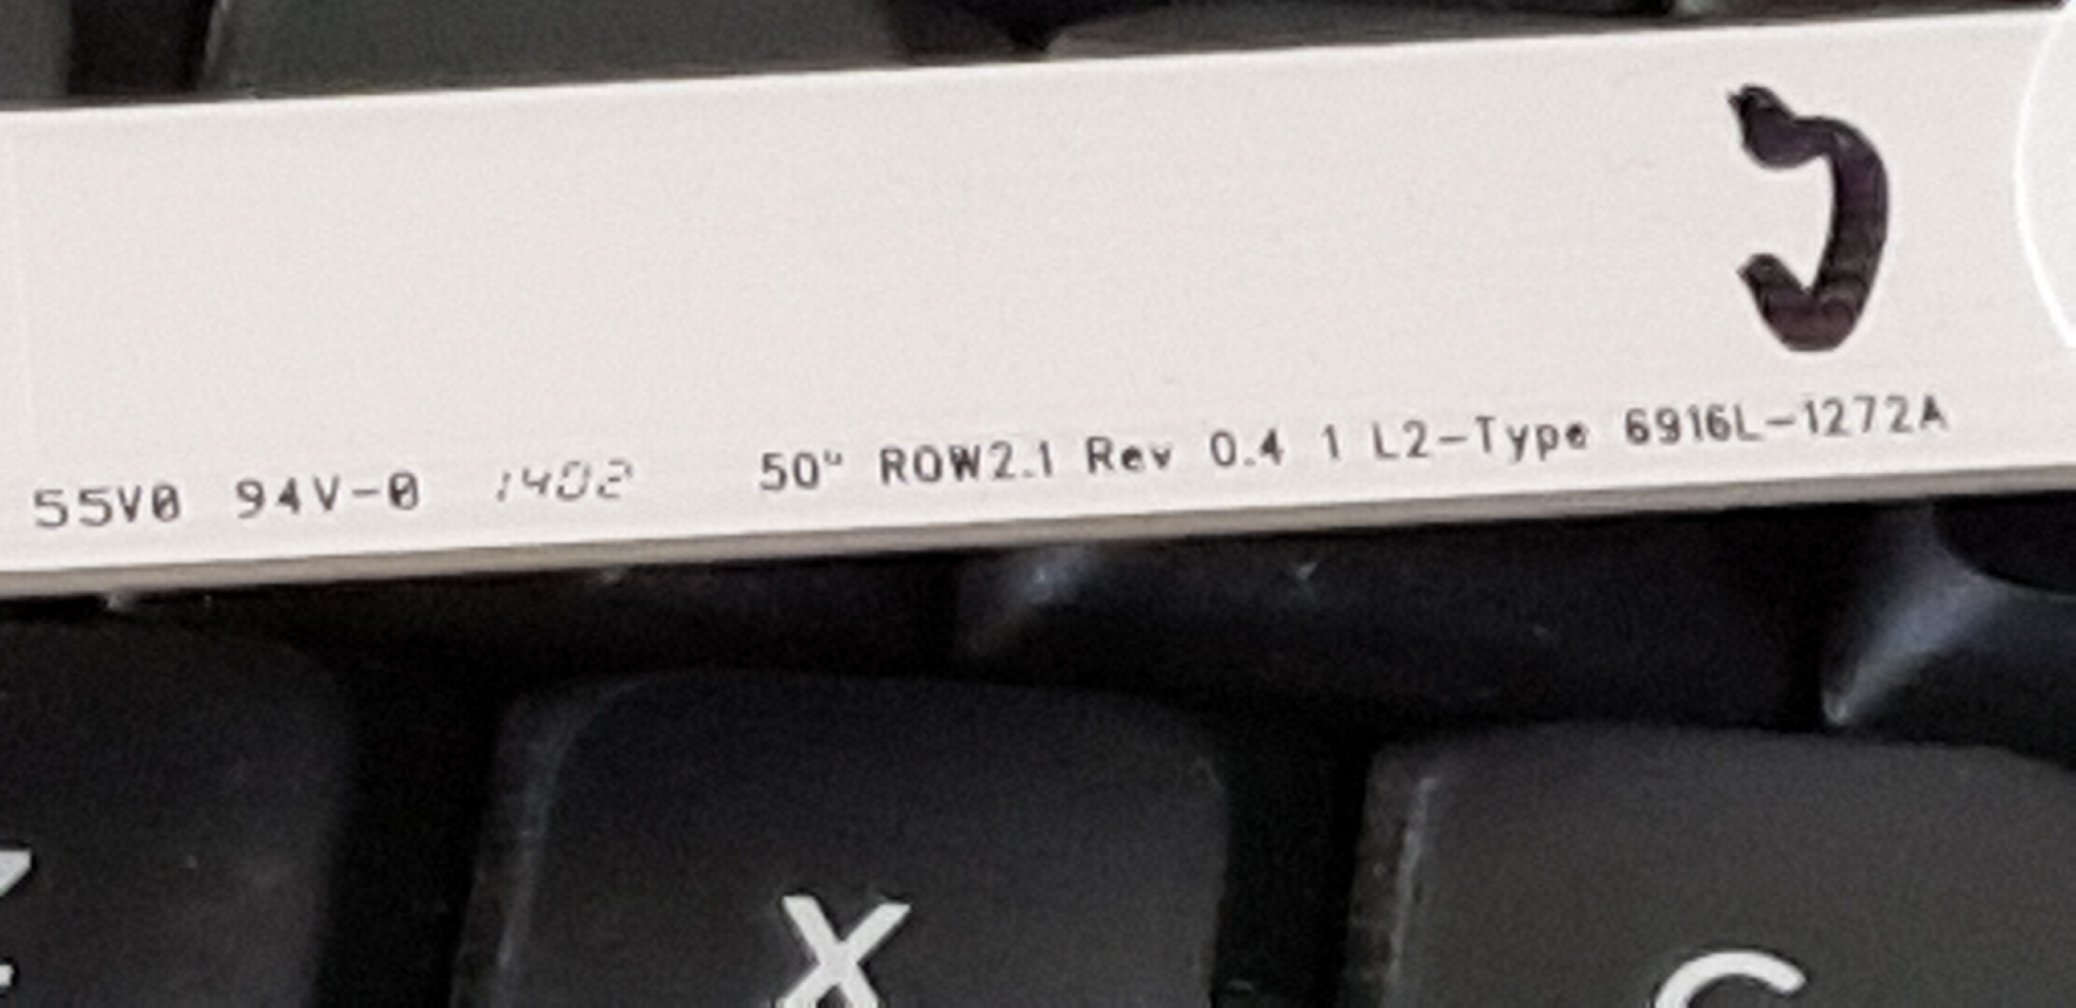 55V0 94V-0 1402 50" ROW2.1 Rev 0.4 1 L2-Type 6916L-1272A
Z X C